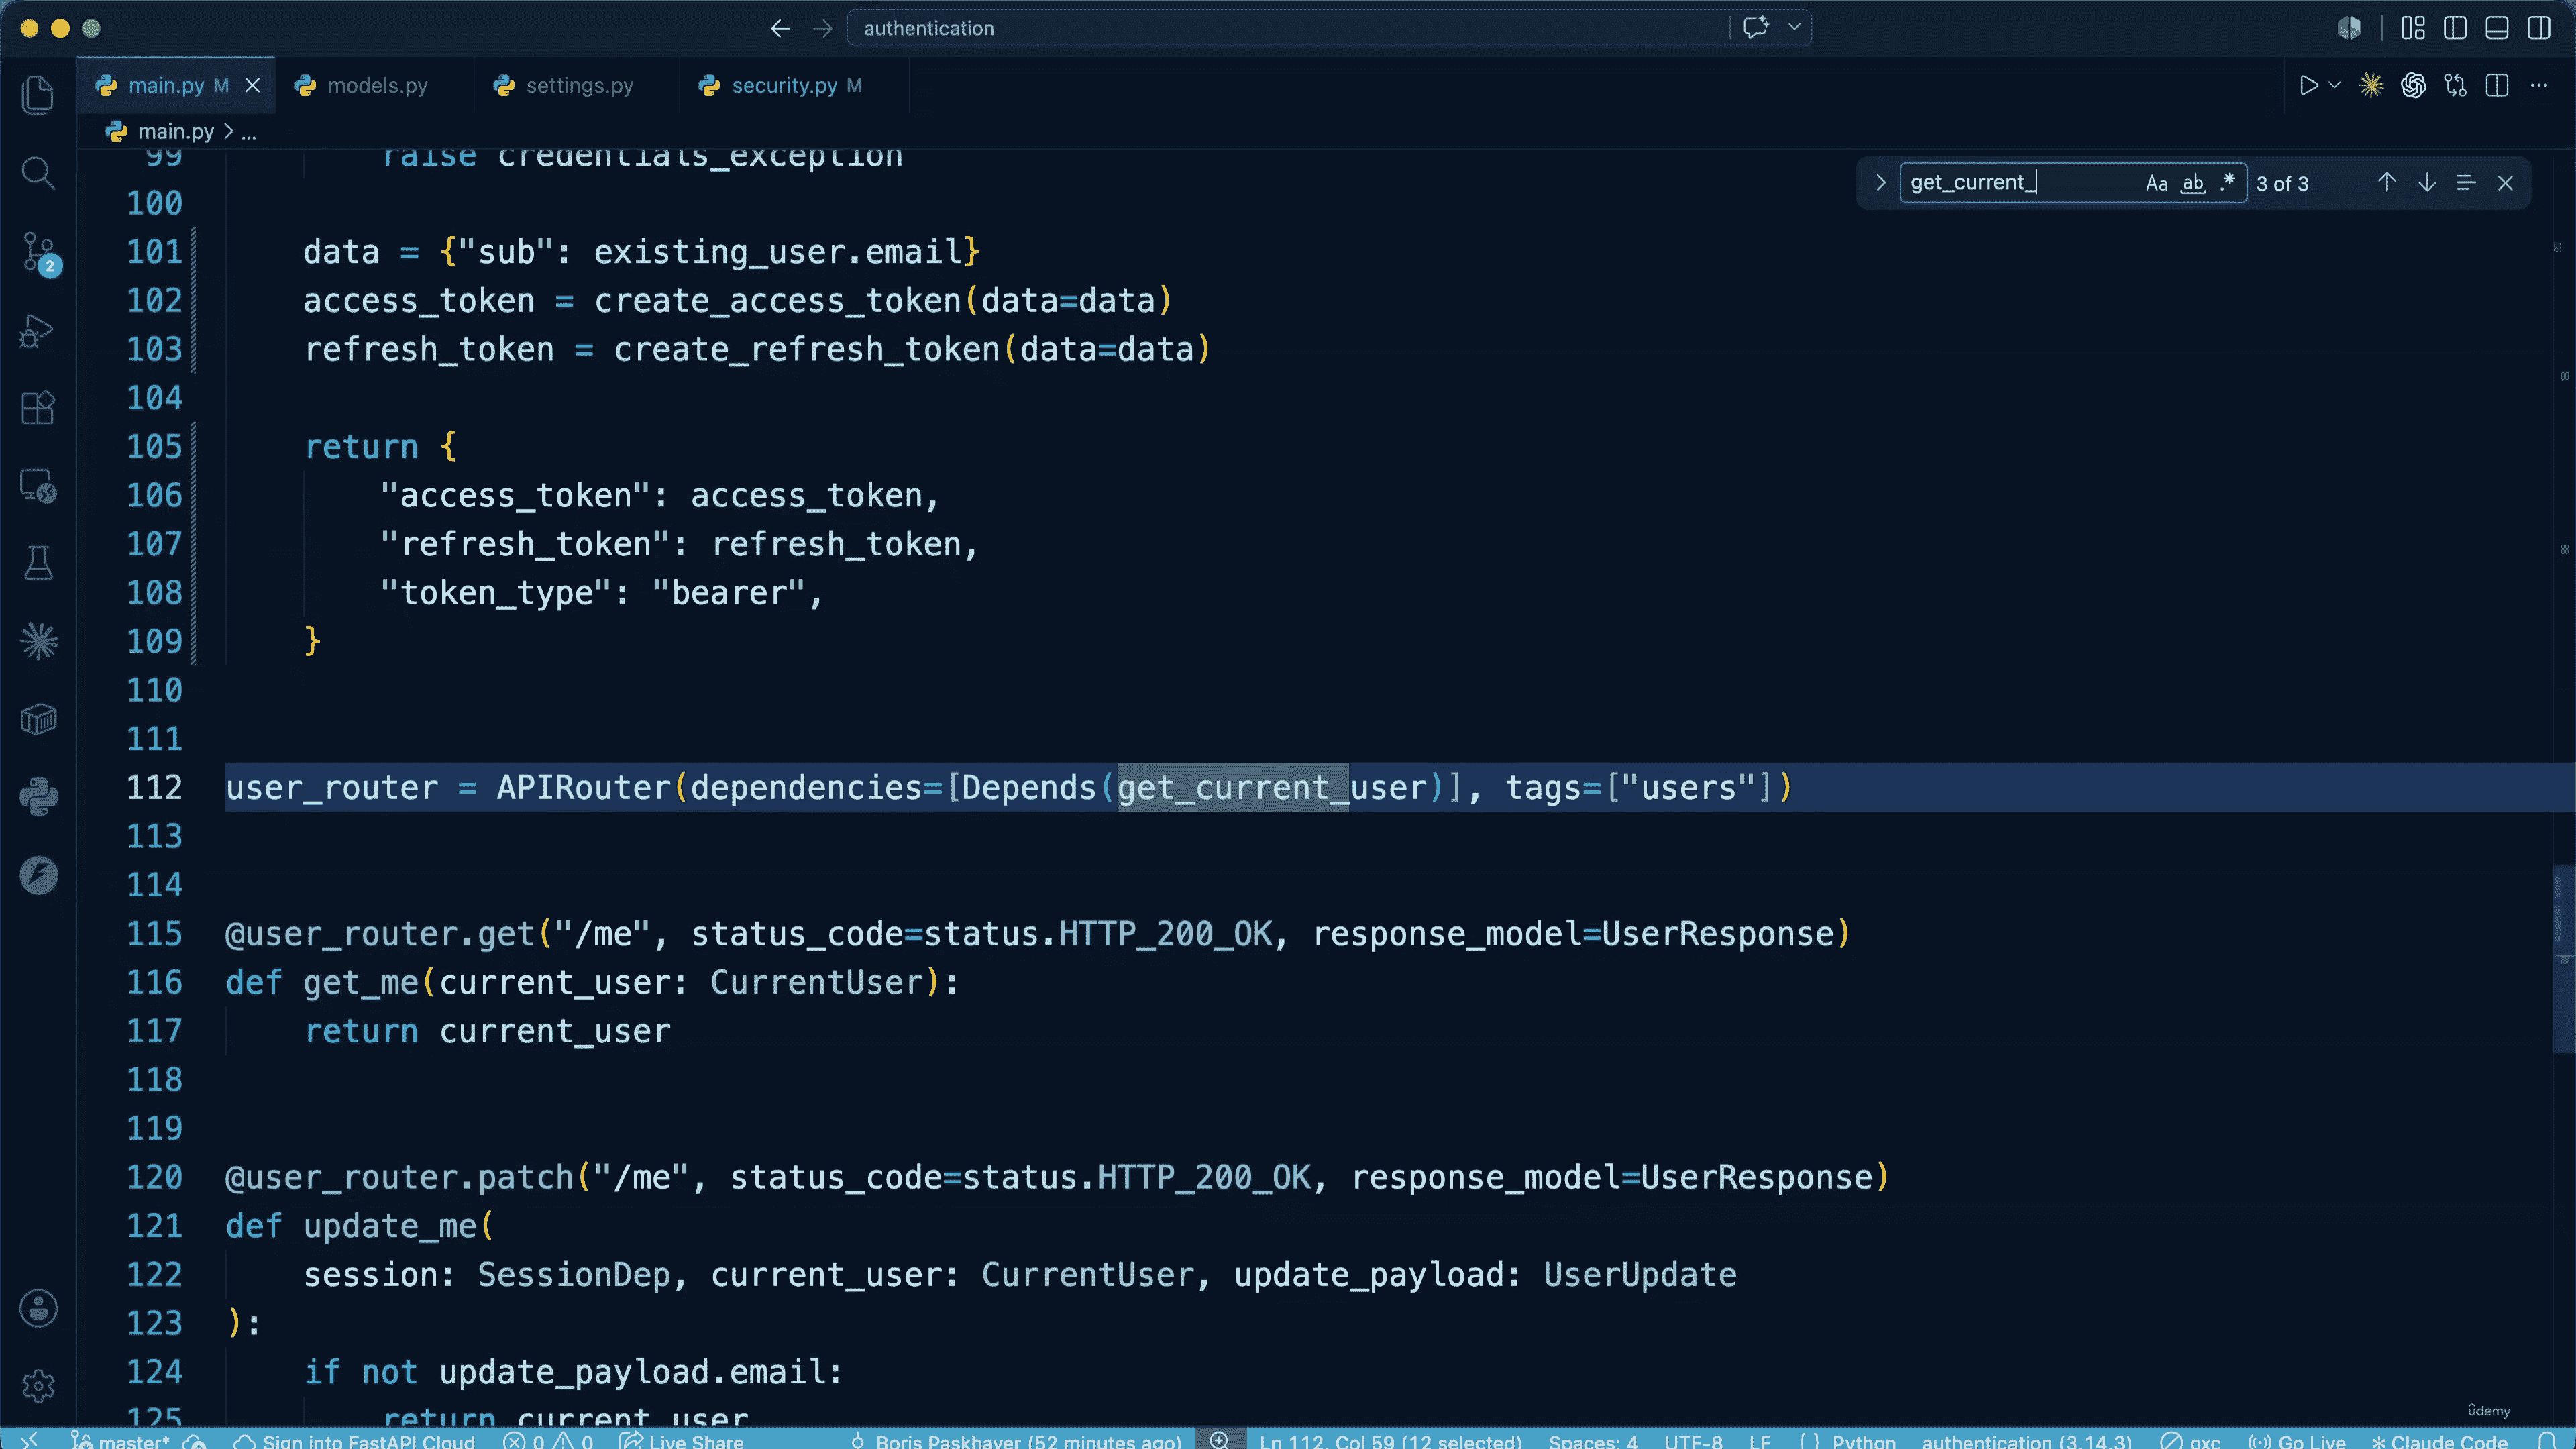 authentication
main.py M
models.py
settings.py
security.py M
main.py > ...
get_current_
Aa
ab
.*
3 of 3
99 raise credentials_exception
100
101 data = {"sub": existing_user.email}
102 access_token = create_access_token(data=data)
103 refresh_token = create_refresh_token(data=data)
104
105 return {
106 "access_token": access_token,
107 "refresh_token": refresh_token,
108 "token_type": "bearer",
109 }
110
111
112 user_router = APIRouter(dependencies=[Depends(get_current_user)], tags=["users"])
113
114
115 @user_router.get("/me", status_code=status.HTTP_200_OK, response_model=UserResponse)
116 def get_me(current_user: CurrentUser):
117 return current_user
118
119
120 @user_router.patch("/me", status_code=status.HTTP_200_OK, response_model=UserResponse)
121 def update_me(
122 session: SessionDep, current_user: CurrentUser, update_payload: UserUpdate
123 ):
124 if not update_payload.email:
125 return current_user
2
ûdemy
master* Sign into FastAPI Cloud 0 0 Live Share Boris Paskhaver (52 minutes ago) Ln 112, Col 59 (12 selected) Spaces: 4 UTF-8 LF { } Python authentication (3.14.3) oxc Go Live Claude Code